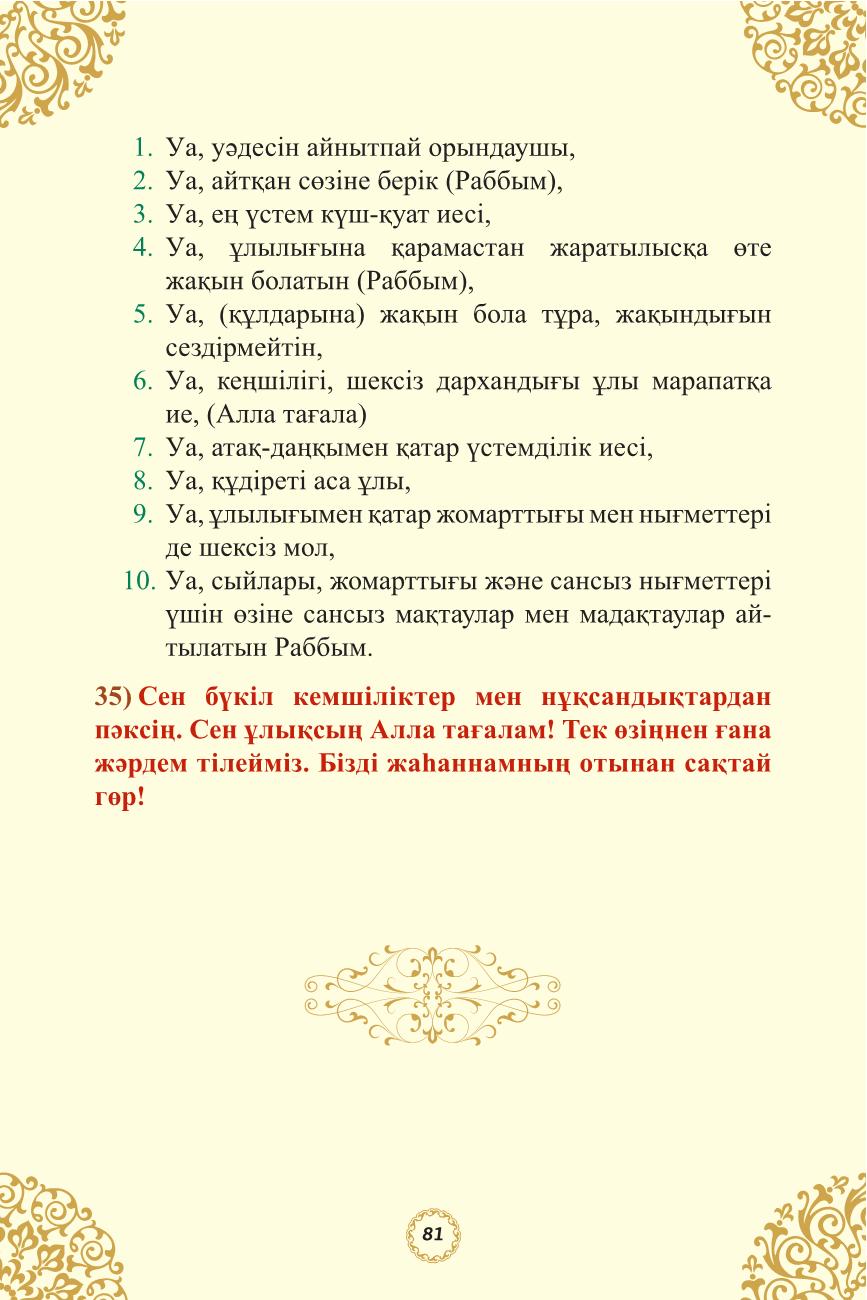 1. Уа, уәдесін айнытпай орындаушы,
2. Уа, айтқан сөзіне берік (Раббым),
3. Уа, ең үстем күш-қуат иесі,
4. Уа, ұлылығына қарамастан жаратылысқа өте
жақын болатын (Раббым),
5. Уа, (құлдарына) жақын бола тұра, жақындығын
сездірмейтін,
6. Уа, кеңшілігі, шексіз дархандығы ұлы марапатқа
ие, (Алла тағала)
7. Уа, атақ-даңқымен қатар үстемділік иесі,
8. Уа, құдіреті аса ұлы,
9. Уа, ұлылығымен қатар жомарттығы мен нығметтері
де шексіз мол,
10. Уа, сыйлары, жомарттығы және сансыз нығметтері
үшін өзіне сансыз мақтаулар мен мадақтаулар ай-
тылатын Раббым.
35) Сен бүкіл кемшіліктер мен нұқсандықтардан
пәксің. Сен ұлықсың Алла тағалам! Тек өзіңнен ғана
жәрдем тілейміз. Бізді жаһаннамның отынан сақтай
гөр!
81